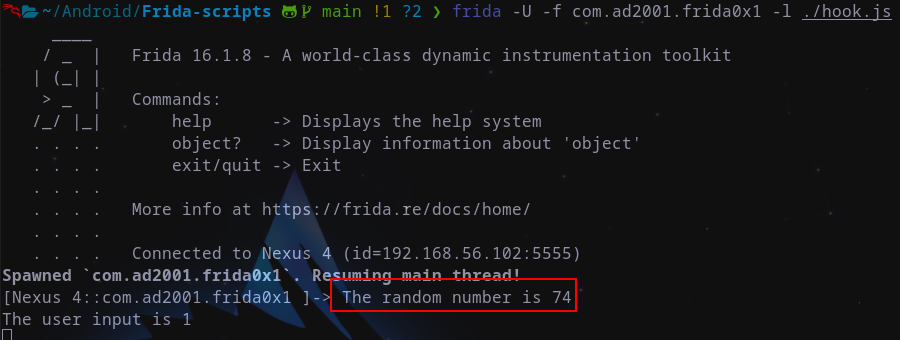 ~/Android/Frida-scripts main !1 ?2 ❯ frida -U -f com.ad2001.frida0x1 -l ./hook.js
     ____
    / _  |   Frida 16.1.8 - A world-class dynamic instrumentation toolkit
   | (_| |
    > _  |   Commands:
   /_/ |_|       help      -> Displays the help system
   . . . .       object?   -> Display information about 'object'
   . . . .       exit/quit -> Exit
   . . . .
   . . . .   More info at https://frida.re/docs/home/
   . . . .
   . . . .   Connected to Nexus 4 (id=192.168.56.102:5555)
Spawned `com.ad2001.frida0x1`. Resuming main thread!
[Nexus 4::com.ad2001.frida0x1 ]-> The random number is 74
The user input is 1